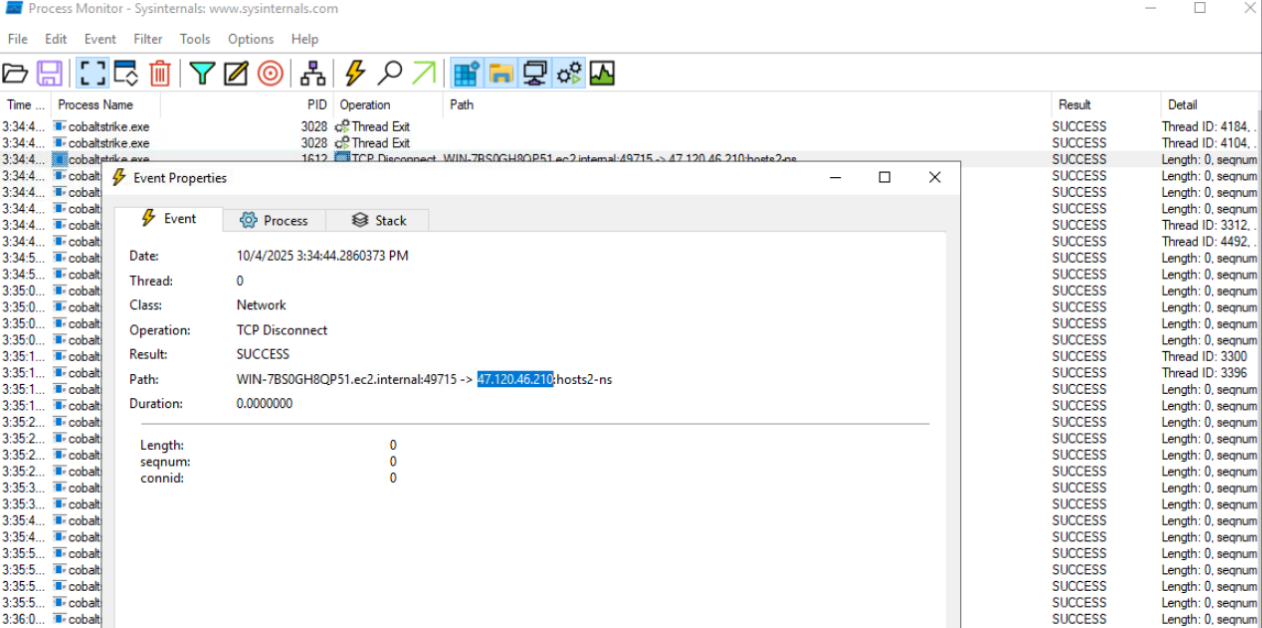 Process Monitor - Sysinternals: www.sysinternals.com
File Edit Event Filter Tools Options Help
Time ... Process Name PID Operation Path Result Detail
3:34:4... cobaltstrike.exe 3028 Thread Exit SUCCESS Thread ID: 4184, .
3:34:4... cobaltstrike.exe 3028 Thread Exit SUCCESS Thread ID: 4104, .
3:34:4... cobaltstrike.exe 1612 TCP Disconnect WIN-7BS0GH8QP51.ec2.internal:49715 -> 47.120.46.210:hosts2-ns SUCCESS Length: 0, seqnum
3:34:4... cobalt SUCCESS Length: 0, seqnum
3:34:4... cobalt SUCCESS Length: 0, seqnum
3:34:4... cobalt SUCCESS Length: 0, seqnum
3:34:4... cobalt SUCCESS Thread ID: 3312, .
3:34:4... cobalt SUCCESS Thread ID: 4492, .
3:34:5... cobalt SUCCESS Length: 0, seqnum
3:34:5... cobalt SUCCESS Length: 0, seqnum
3:35:0... cobalt SUCCESS Length: 0, seqnum
3:35:0... cobalt SUCCESS Length: 0, seqnum
3:35:0... cobalt SUCCESS Length: 0, seqnum
3:35:0... cobalt SUCCESS Length: 0, seqnum
3:35:1... cobalt SUCCESS Thread ID: 3300
3:35:1... cobalt SUCCESS Thread ID: 3396
3:35:1... cobalt SUCCESS Length: 0, seqnum
3:35:1... cobalt SUCCESS Length: 0, seqnum
3:35:2... cobalt SUCCESS Length: 0, seqnum
3:35:2... cobalt SUCCESS Length: 0, seqnum
3:35:2... cobalt SUCCESS Length: 0, seqnum
3:35:2... cobalt SUCCESS Length: 0, seqnum
3:35:3... cobalt SUCCESS Length: 0, seqnum
3:35:3... cobalt SUCCESS Length: 0, seqnum
3:35:4... cobalt SUCCESS Length: 0, seqnum
3:35:4... cobalt SUCCESS Length: 0, seqnum
3:35:5... cobalt SUCCESS Length: 0, seqnum
3:35:5... cobalt SUCCESS Length: 0, seqnum
3:35:5... cobalt SUCCESS Length: 0, seqnum
3:35:5... cobalt SUCCESS Length: 0, seqnum
3:36:0... cobalt SUCCESS Length: 0, seqnum
Event Properties
Event Process Stack
Date: 10/4/2025 3:34:44.2860373 PM
Thread: 0
Class: Network
Operation: TCP Disconnect
Result: SUCCESS
Path: WIN-7BS0GH8QP51.ec2.internal:49715 -> 47.120.46.210:hosts2-ns
Duration: 0.0000000
Length: 0
seqnum: 0
connid: 0